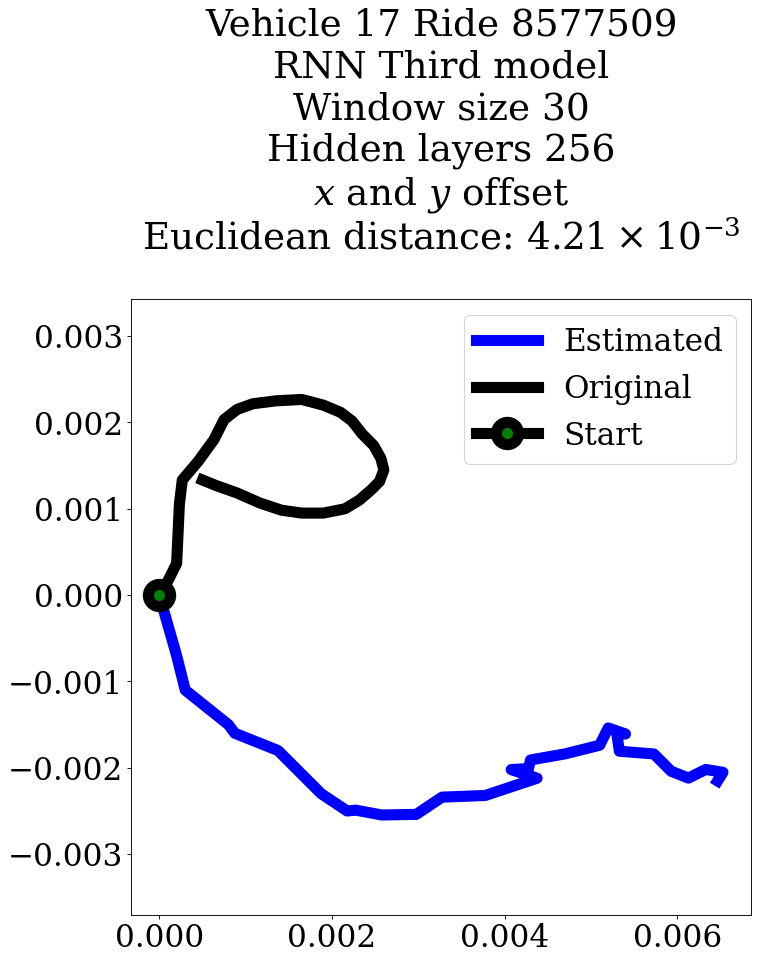 Vehicle 17 Ride 8577509
RNN Third model
Window size 30
Hidden layers 256
x and y offset
Euclidean distance: 4.21 × 10⁻³
Estimated
Original
Start
0.003
0.002
0.001
0.000
−0.001
−0.002
−0.003
0.000 0.002 0.004 0.006